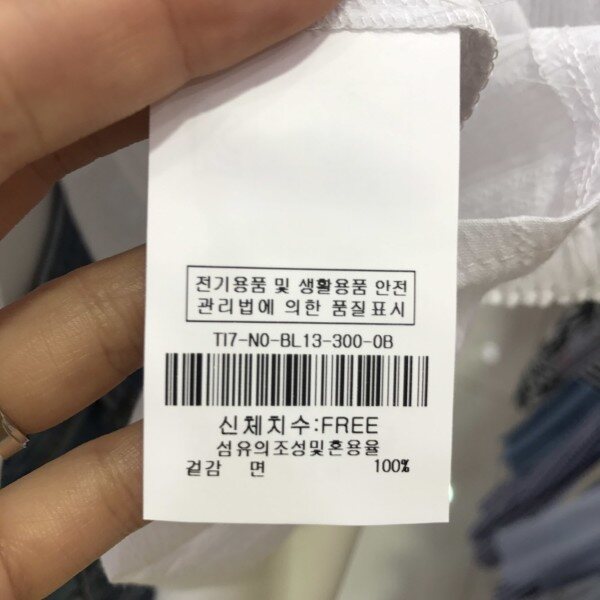 전기용품 및 생활용품 안전
관리법에 의한 품질표시
TI7-NO-BL13-300-0B
신체치수:FREE
섬유의조성및혼용율
겉감 면 100%